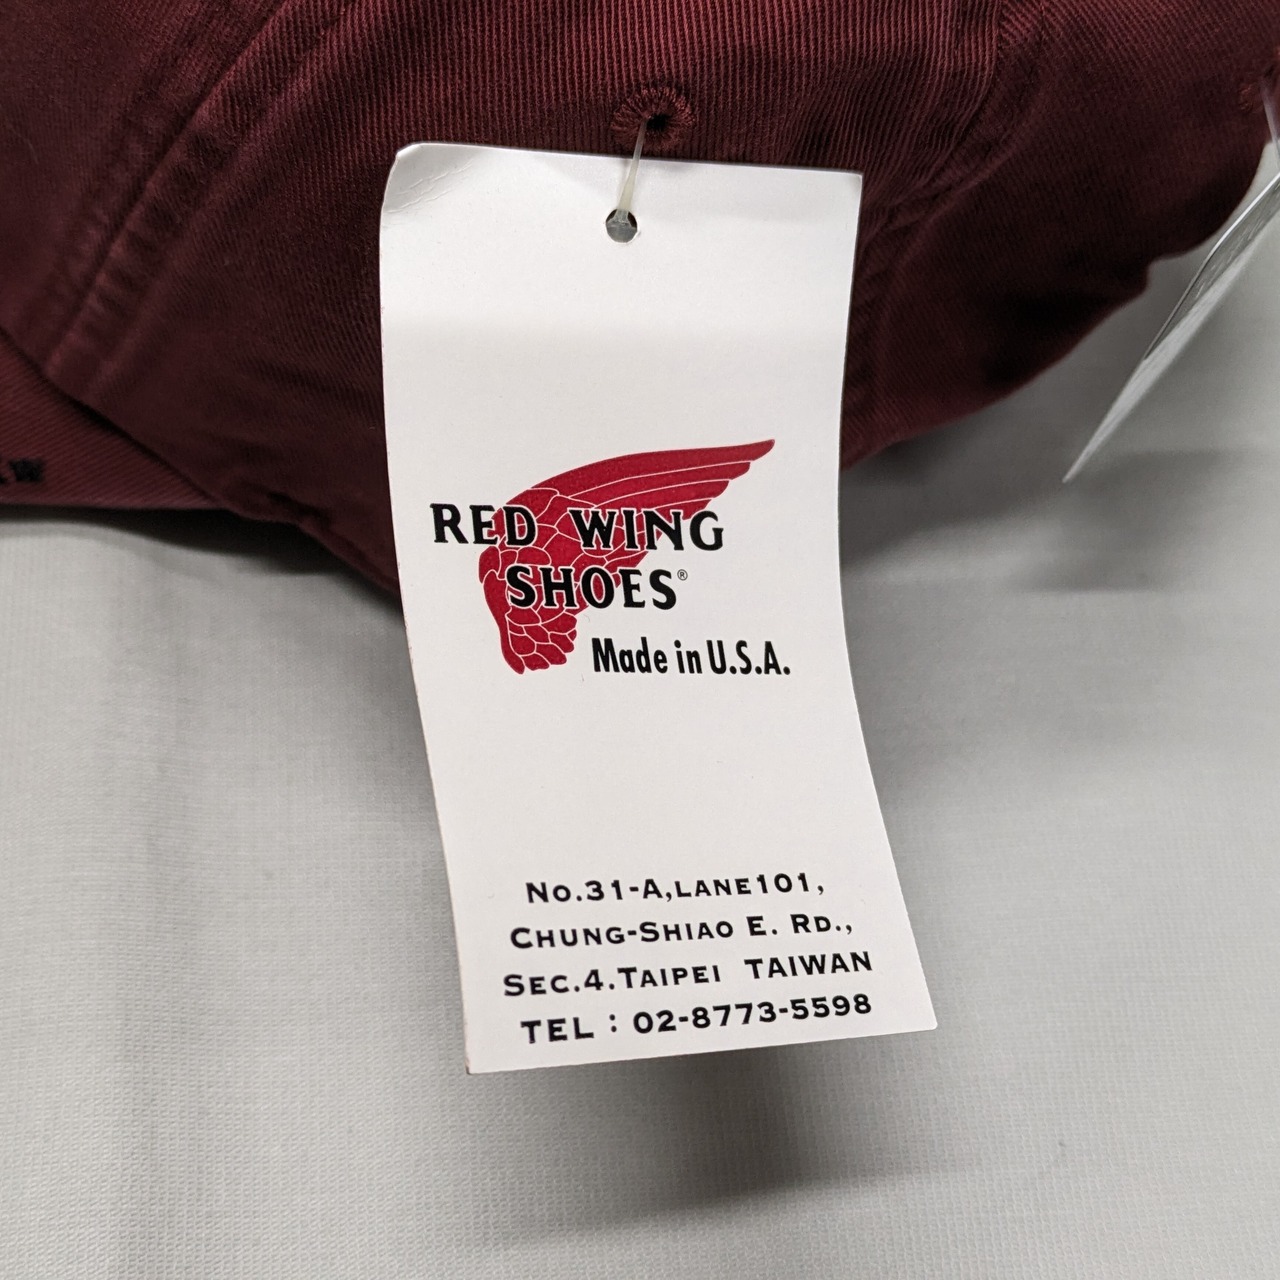 RED WING
SHOES®
Made in U.S.A.
No.31-A,LANE101,
CHUNG-SHIAO E. RD.,
SEC.4.TAIPEI TAIWAN
TEL : 02-8773-5598